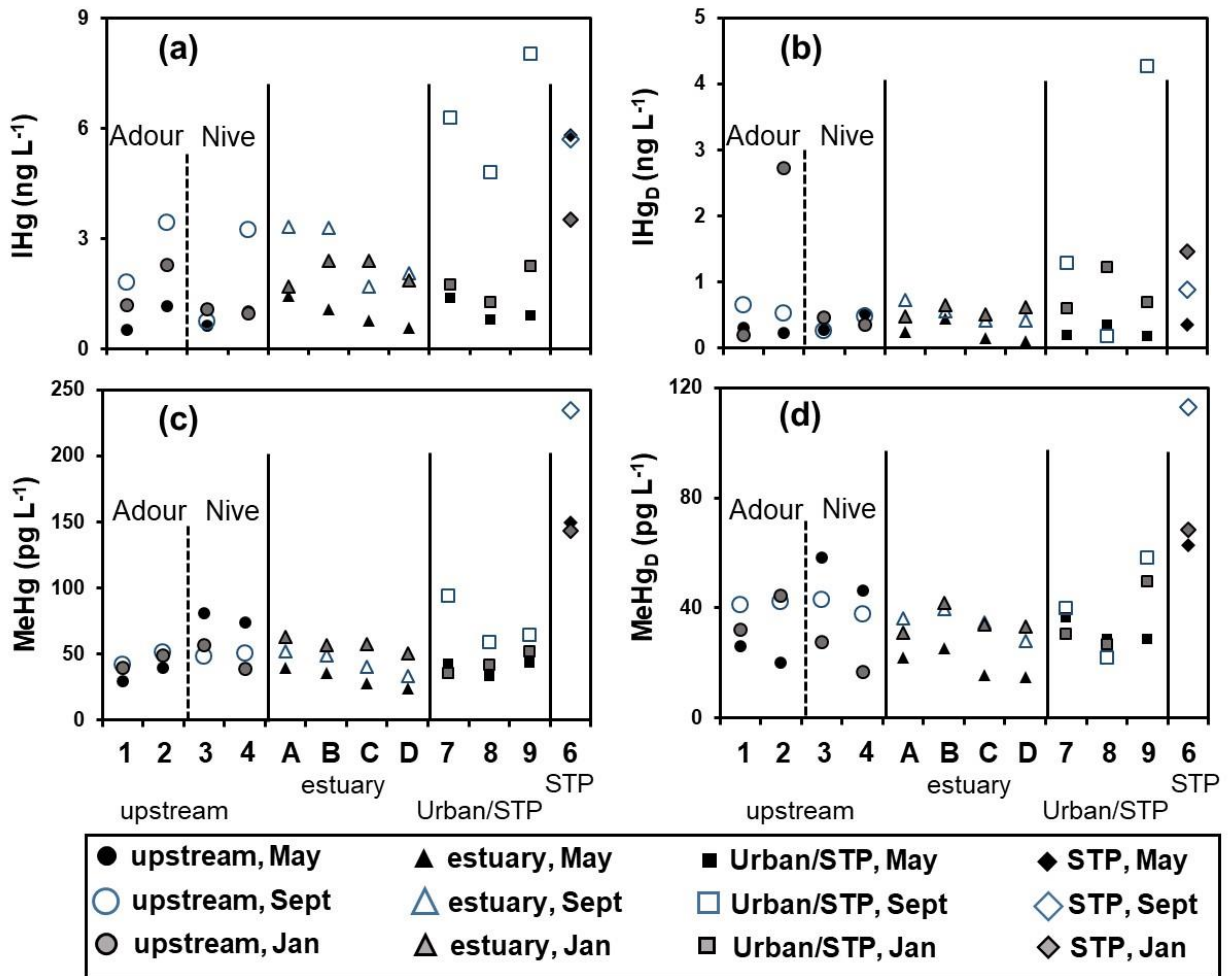 (a)
IHg (ng L⁻¹)
9
6
3
0
Adour
Nive
(b)
IHg_D (ng L⁻¹)
5
4
3
2
1
0
Adour
Nive
(c)
MeHg (pg L⁻¹)
250
200
150
100
50
0
Adour
Nive
1 2 3 4 A B C D 7 8 9 6
estuary
STP
upstream
Urban/STP
(d)
MeHg_D (pg L⁻¹)
120
80
40
0
Adour
Nive
1 2 3 4 A B C D 7 8 9 6
estuary
STP
upstream
Urban/STP
upstream, May
estuary, May
Urban/STP, May
STP, May
upstream, Sept
estuary, Sept
Urban/STP, Sept
STP, Sept
upstream, Jan
estuary, Jan
Urban/STP, Jan
STP, Jan